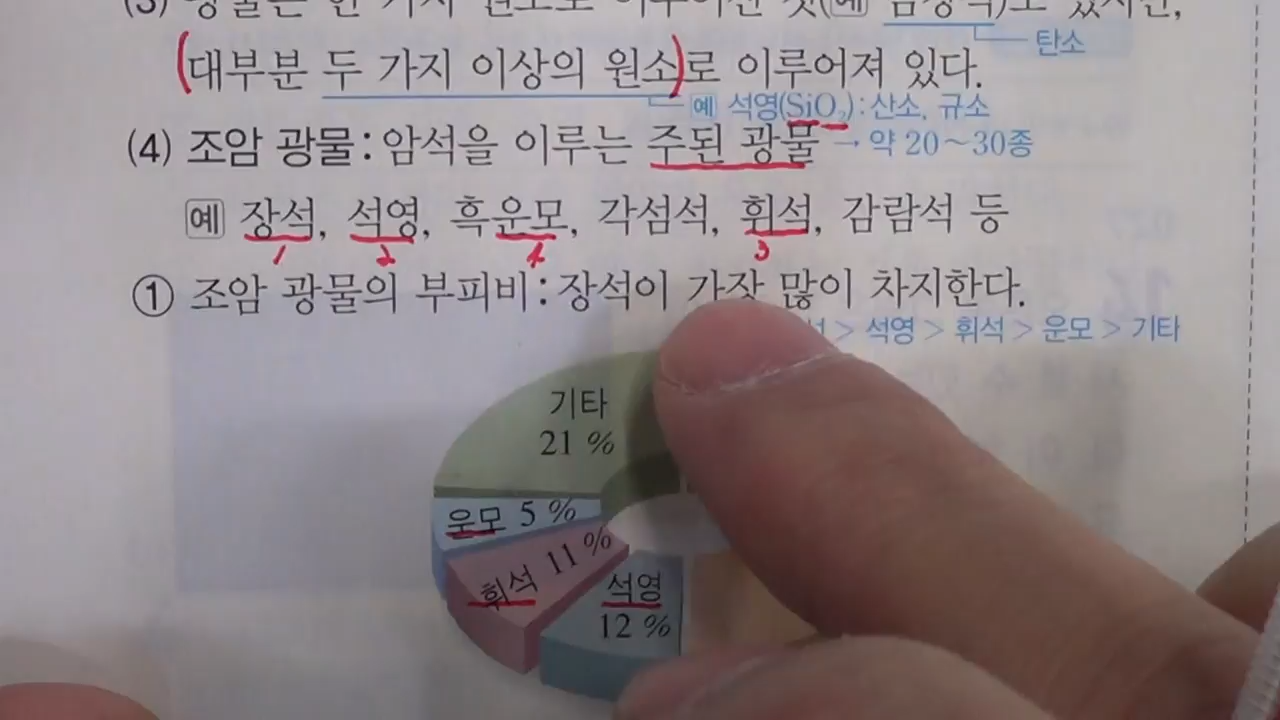 (대부분 두 가지 이상의 원소)로 이루어져 있다.
탄소
예 석영(SiO₂): 산소, 규소
(4) 조암 광물: 암석을 이루는 주된 광물 → 약 20~30종
예 장석, 석영, 흑운모, 각섬석, 휘석, 감람석 등
1 2 4 3
① 조암 광물의 부피비: 장석이 가장 많이 차지한다.
> 석영 > 휘석 > 운모 > 기타
기타
21 %
운모 5 %
휘석 11 %
석영
12 %